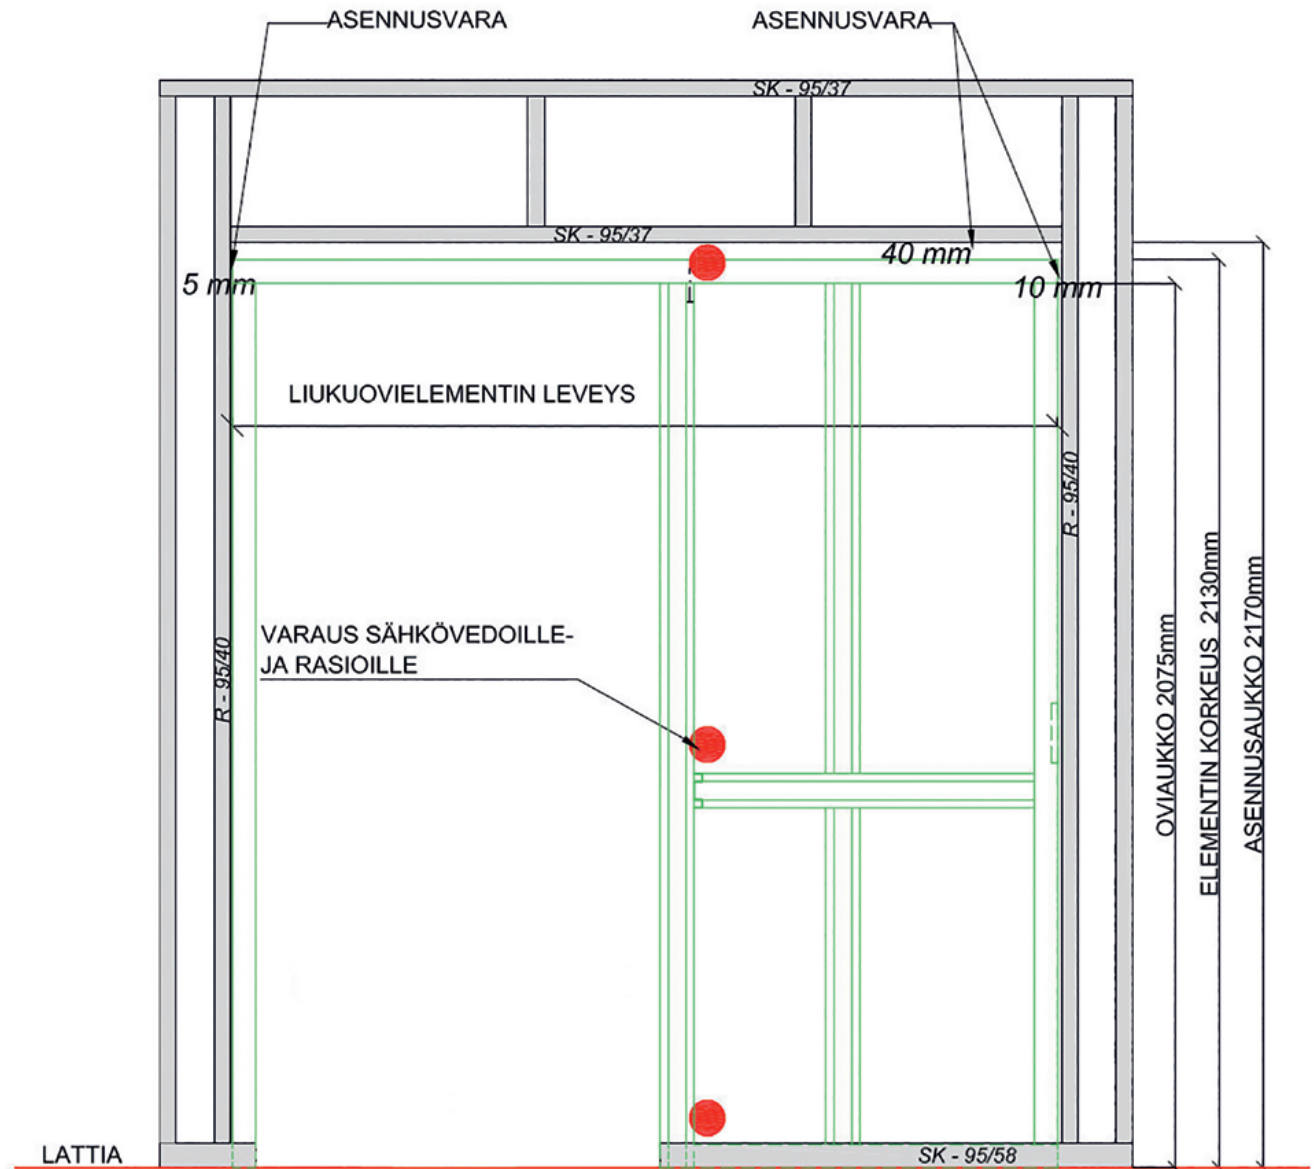 ASENNUSVARA
ASENNUSVARA
SK - 95/37
SK - 95/37
40 mm
5 mm
10 mm
LIUKUOVIELEMENTIN LEVEYS
R - 95/40
VARAUS SÄHKÖVEDOILLE-
JA RASIOILLE
R - 95/40
OVIAUKKO 2075mm
ELEMENTIN KORKEUS 2130mm
ASENNUSAUKKO 2170mm
LATTIA
SK - 95/58